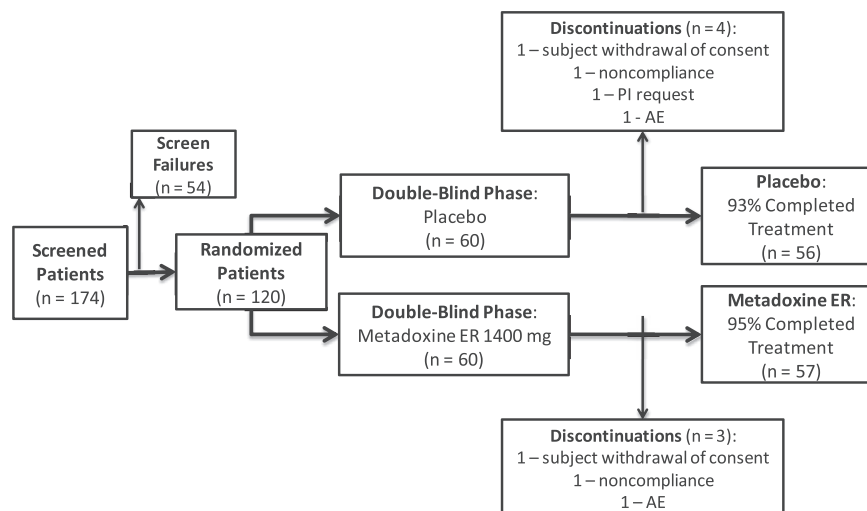 Screened
Patients
(n = 174)
Screen
Failures
(n = 54)
Randomized
Patients
(n = 120)
Double-Blind Phase:
Placebo
(n = 60)
Discontinuations (n = 4):
1 – subject withdrawal of consent
1 – noncompliance
1 – PI request
1 - AE
Placebo:
93% Completed
Treatment
(n = 56)
Double-Blind Phase:
Metadoxine ER 1400 mg
(n = 60)
Metadoxine ER:
95% Completed
Treatment
(n = 57)
Discontinuations (n = 3):
1 – subject withdrawal of consent
1 – noncompliance
1 – AE